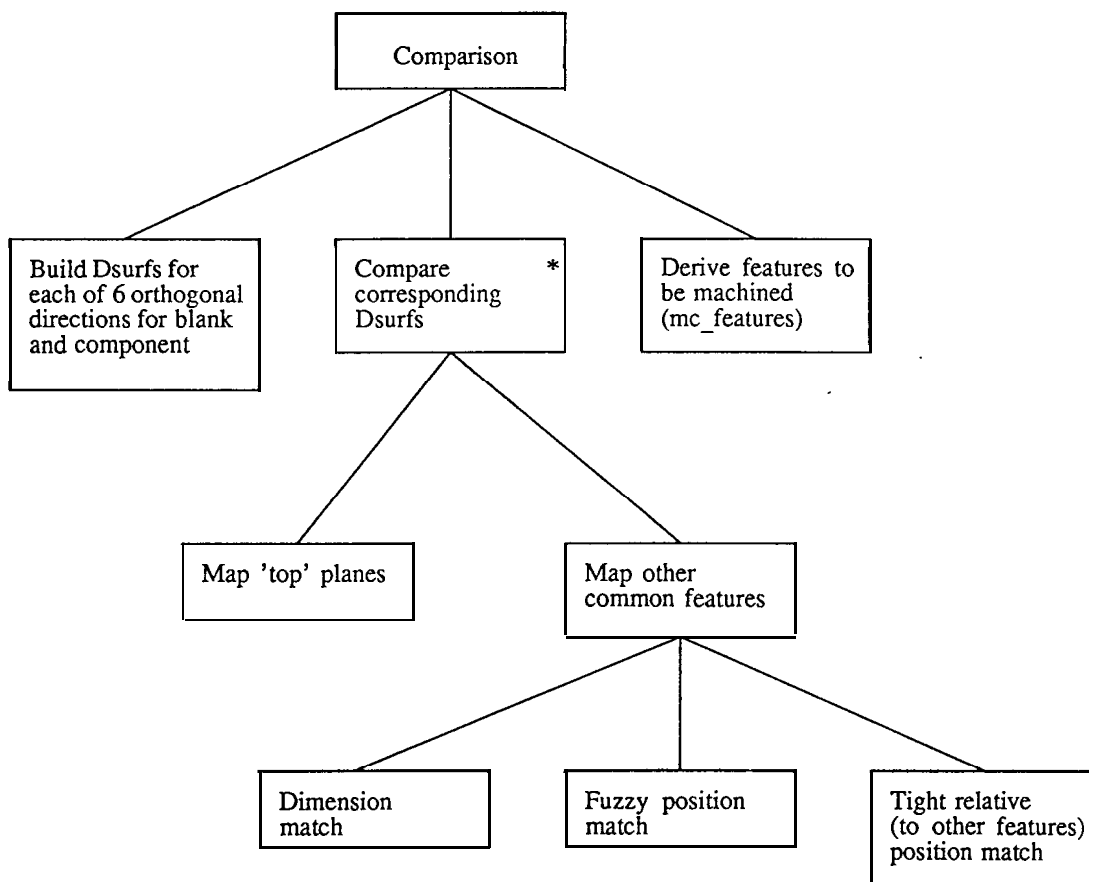 Comparison
Build Dsurfs for
each of 6 orthogonal
directions for blank
and component
Compare *
corresponding
Dsurfs
Derive features to
be machined
(mc_features)
Map 'top' planes
Map other
common features
Dimension
match
Fuzzy position
match
Tight relative
(to other features)
position match